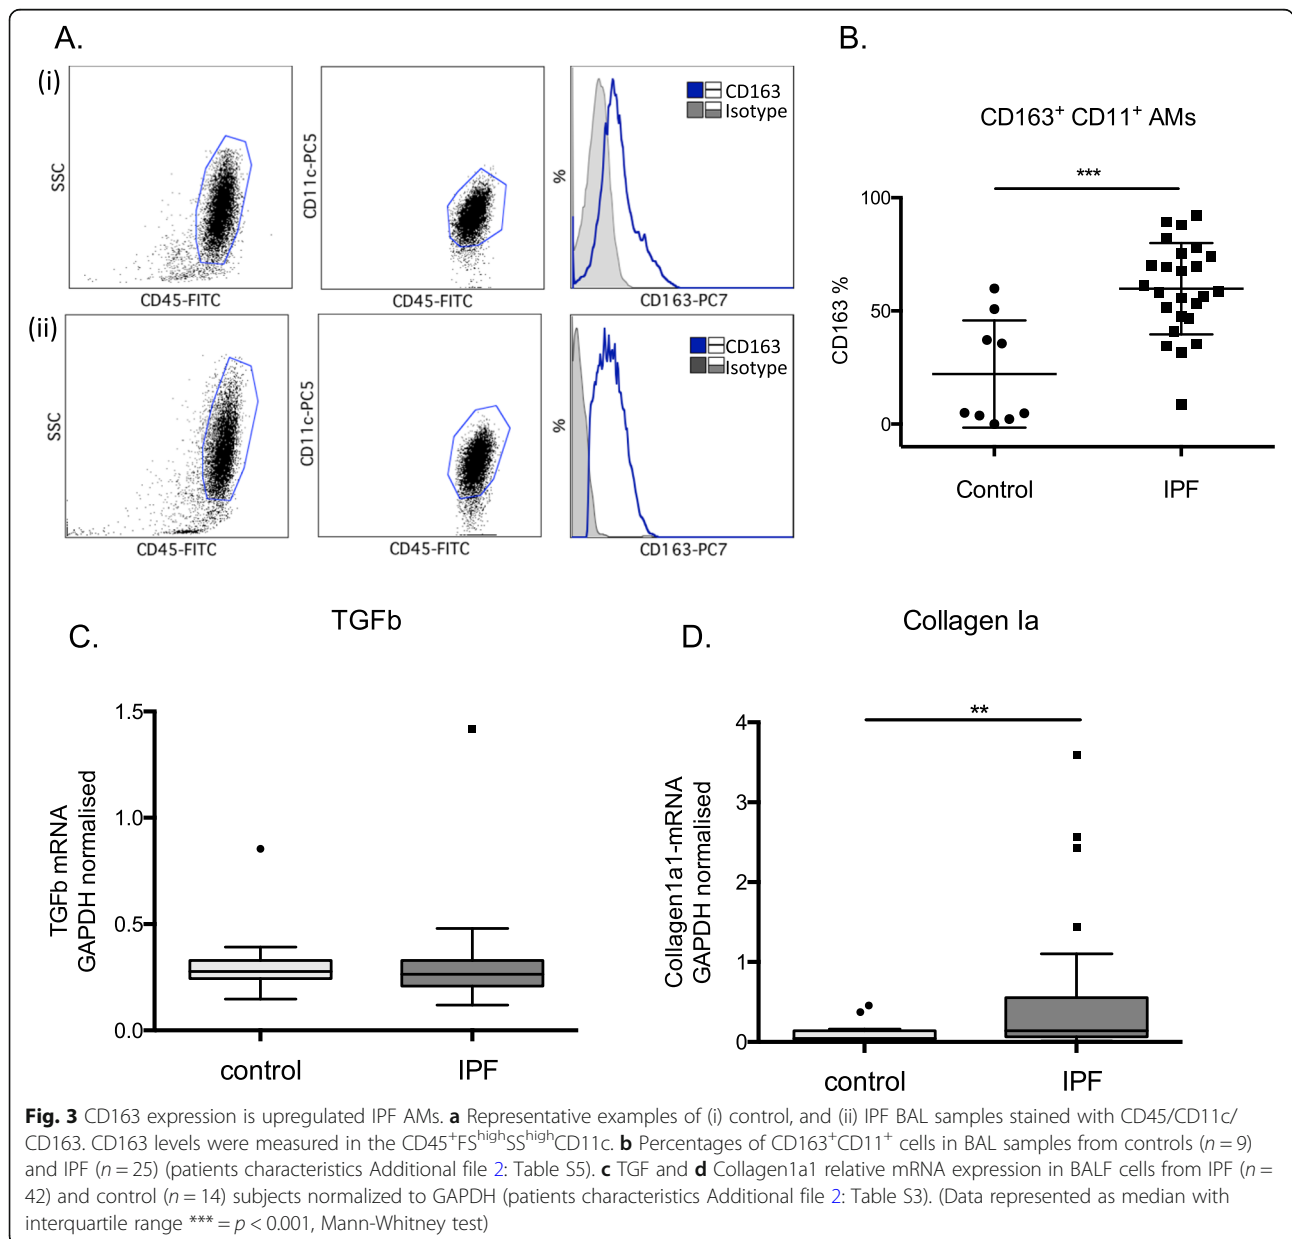 A.
(i)
SSC
CD45-FITC
CD11c-PC5
CD45-FITC
%
CD163
Isotype
CD163-PC7
(ii)
SSC
CD45-FITC
CD11c-PC5
CD45-FITC
%
CD163
Isotype
CD163-PC7
B.
CD163+ CD11+ AMs
***
CD163 %
100
50
0
Control
IPF
C.
TGFb
TGFb mRNA
GAPDH normalised
1.5
1.0
0.5
0.0
control
IPF
D.
Collagen Ia
**
Collagen1a1-mRNA
GAPDH normalised
4
3
2
1
0
control
IPF
Fig. 3 CD163 expression is upregulated IPF AMs. a Representative examples of (i) control, and (ii) IPF BAL samples stained with CD45/CD11c/
CD163. CD163 levels were measured in the CD45+FShighSShighCD11c. b Percentages of CD163+CD11+ cells in BAL samples from controls (n = 9)
and IPF (n = 25) (patients characteristics Additional file 2: Table S5). c TGF and d Collagen1a1 relative mRNA expression in BALF cells from IPF (n =
42) and control (n = 14) subjects normalized to GAPDH (patients characteristics Additional file 2: Table S3). (Data represented as median with
interquartile range *** = p < 0.001, Mann-Whitney test)